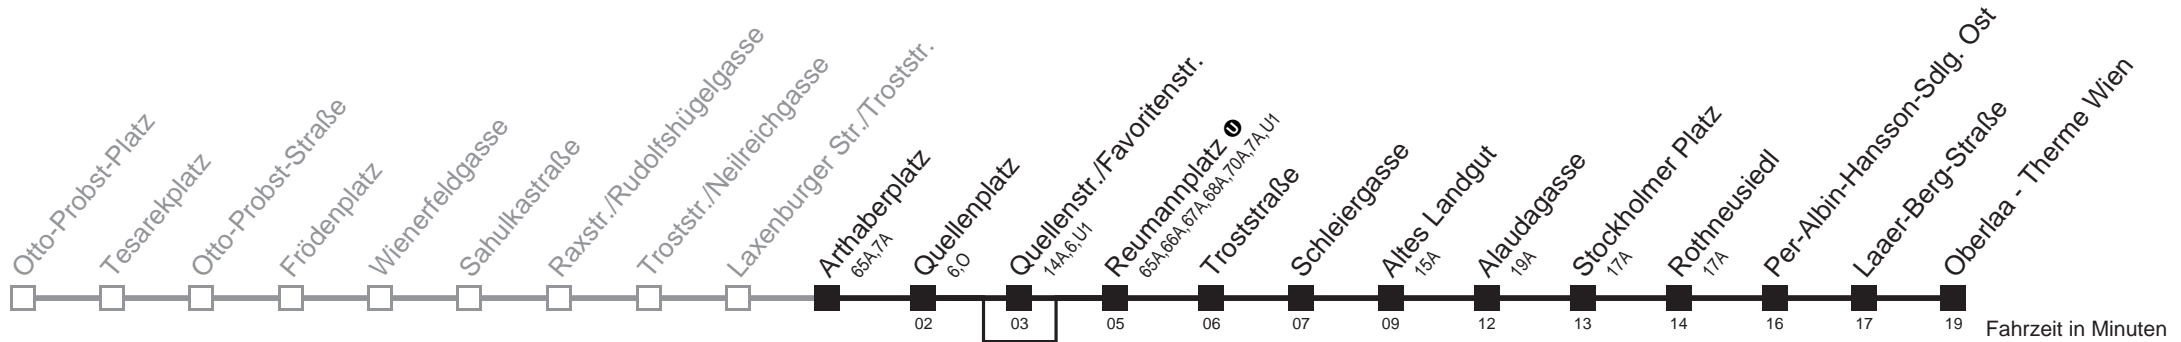 Otto-Probst-Platz
Tesarekplatz
Otto-Probst-Straße
Frödenplatz
Wienerfeldgasse
Sahulkastraße
Raxstr./Rudolfshügelgasse
Troststr./Neilreichgasse
Laxenburger Str./Troststr.
Arthaberplatz
65A,7A
Quellenplatz
6,O
Quellenstr./Favoritenstr.
14A,6,U1
Reumannplatz U
65A,66A,67A,68A,70A,7A,U1
Troststraße
Schleiergasse
Altes Landgut
15A
Alaudagasse
19A
Stockholmer Platz
17A
Rothneusiedl
17A
Per-Albin-Hansson-Sdlg. Ost
Laaer-Berg-Straße
Oberlaa - Therme Wien
02 03 05 06 07 09 12 13 14 16 17 19 Fahrzeit in Minuten